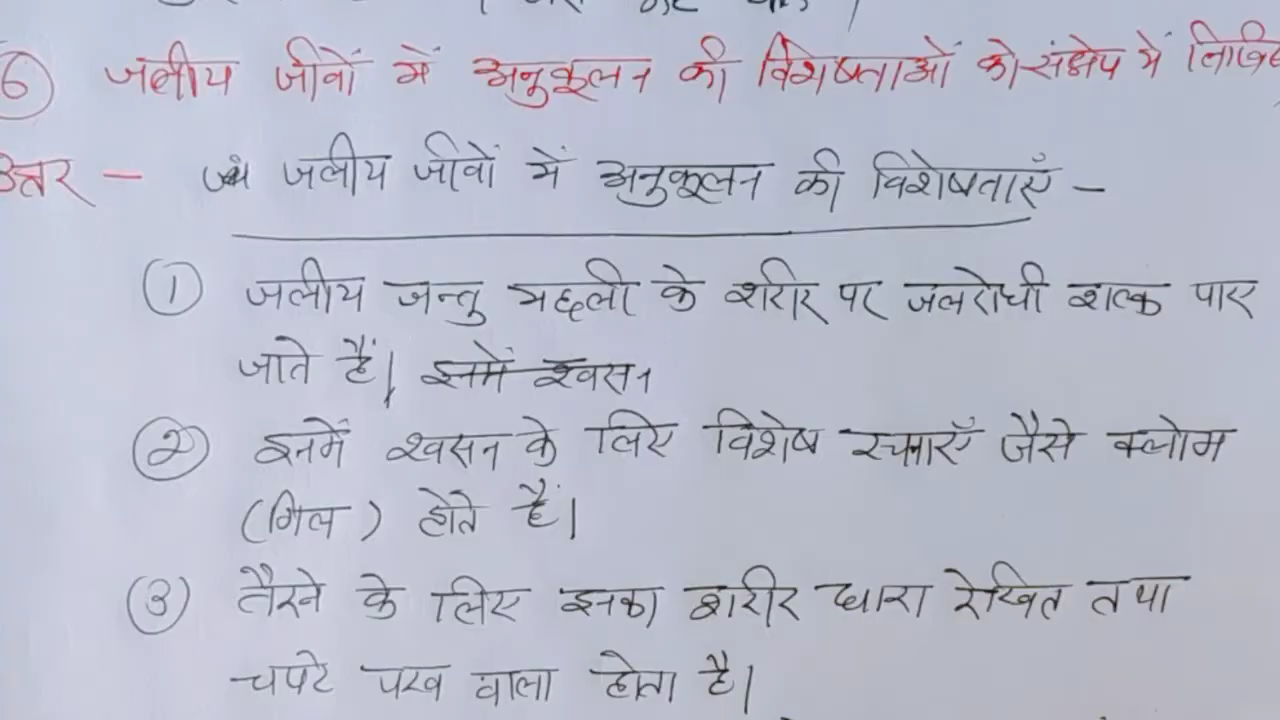 6 जलीय जीवों में अनुकूलन की विशेषताओं को संक्षेप में
उत्तर - जलीय जीवों में अनुकूलन की विशेषताएँ -
1 जलीय जन्तु मछली के शरीर पर जलरोधी शल्क पाए
जाते हैं। इनमें श्वसन
2 इनमें श्वसन के लिए विशेष रचनाएँ जैसे क्लोम
(गिल) होते हैं।
3 तैरने के लिए इनका शरीर धारा रेखित तथा
चपटे पख वाला होता है।